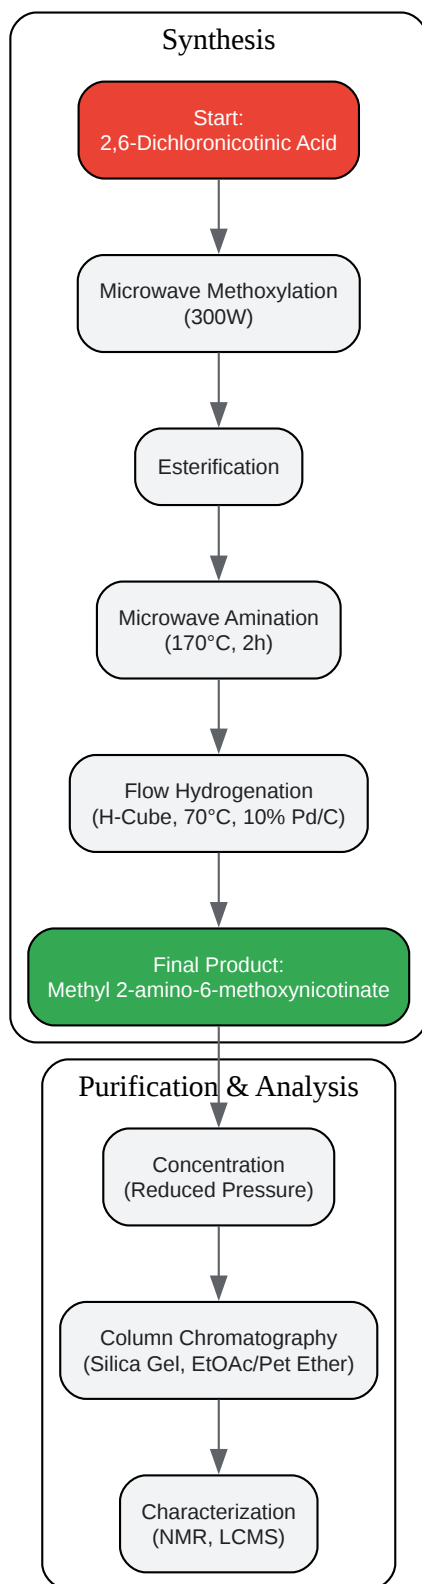 Synthesis
Start:
2,6-Dichloronicotinic Acid
Microwave Methoxylation
(300W)
Esterification
Microwave Amination
(170°C, 2h)
Flow Hydrogenation
(H-Cube, 70°C, 10% Pd/C)
Final Product:
Methyl 2-amino-6-methoxynicotinate
Purification & Analysis
Concentration
(Reduced Pressure)
Column Chromatography
(Silica Gel, EtOAc/Pet Ether)
Characterization
(NMR, LCMS)